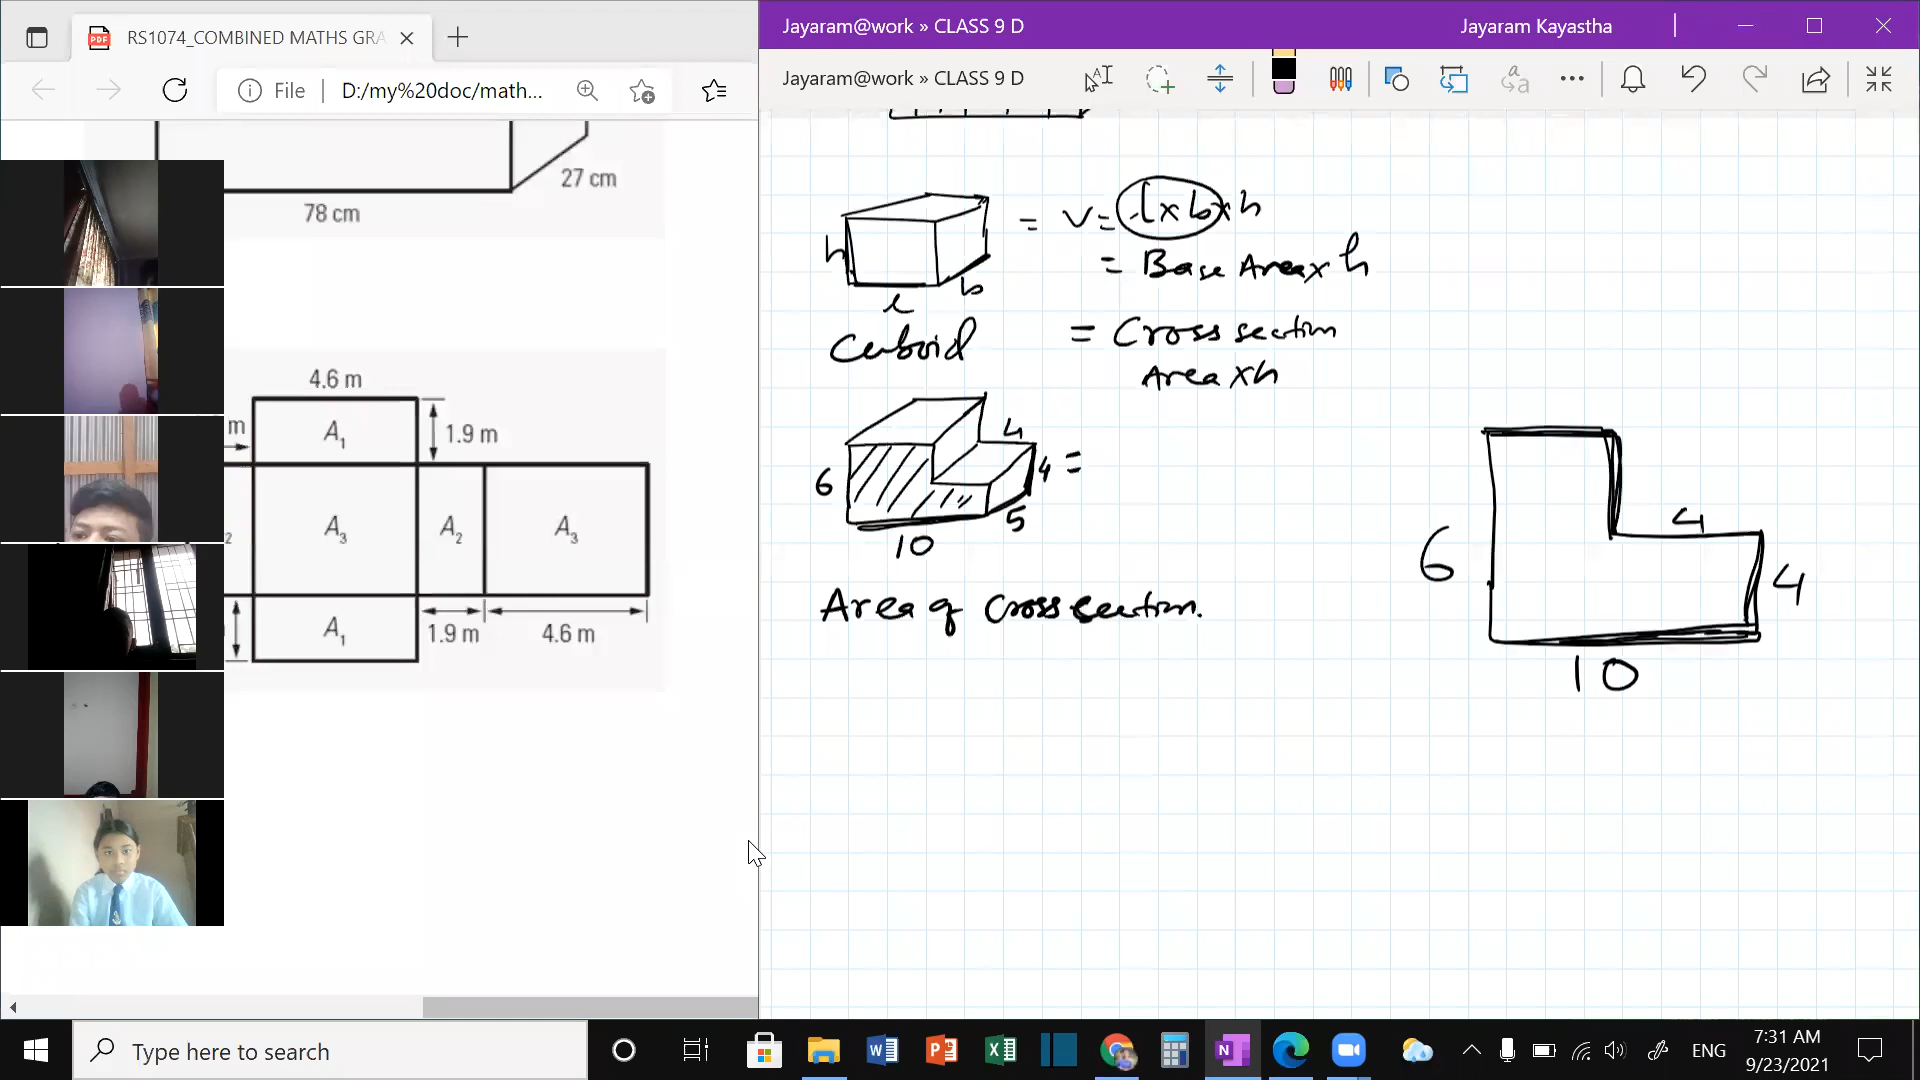 RS1074_COMBINED MATHS GRA
File
D:/my%20doc/math...
27 cm
78 cm
4.6 m
m
A1
1.9 m
2
A3
A2
A3
A1
1.9 m
4.6 m
Jayaram@work » CLASS 9 D
Jayaram Kayastha
Jayaram@work » CLASS 9 D
h
l
b
= V = l x b x h
= Base Area x h
Cuboid
= Cross section
Area x h
6
4
4
=
5
10
Area of Cross section.
6
4
4
10
Type here to search
ENG
7:31 AM
9/23/2021